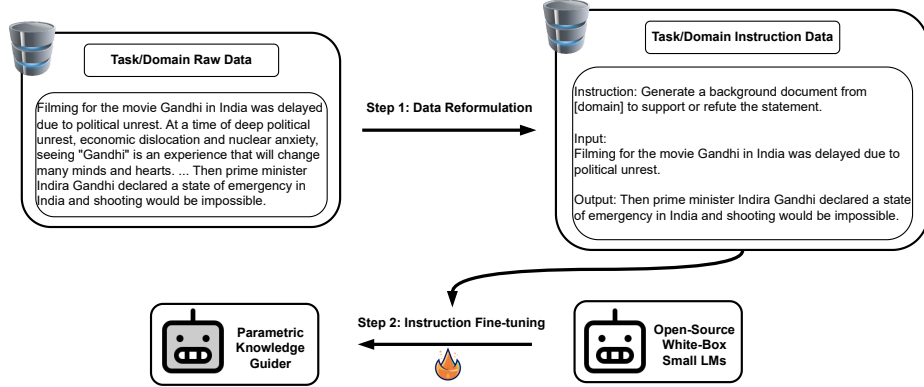 Task/Domain Raw Data
Filming for the movie Gandhi in India was delayed
due to political unrest. At a time of deep political
unrest, economic dislocation and nuclear anxiety,
seeing "Gandhi" is an experience that will change
many minds and hearts. ... Then prime minister
Indira Gandhi declared a state of emergency in
India and shooting would be impossible.
Step 1: Data Reformulation
Task/Domain Instruction Data
Instruction: Generate a background document from
[domain] to support or refute the statement.
Input:
Filming for the movie Gandhi in India was delayed due to
political unrest.
Output: Then prime minister Indira Gandhi declared a state
of emergency in India and shooting would be impossible.
Parametric
Knowledge
Guider
Step 2: Instruction Fine-tuning
Open-Source
White-Box
Small LMs